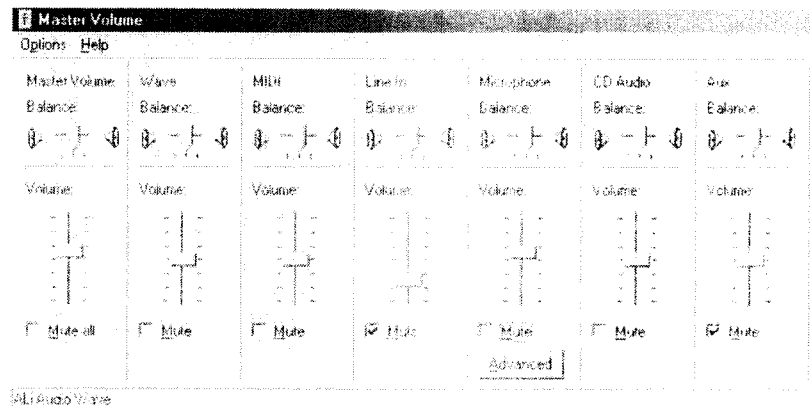 Master Volume
Options Help
Master Volume Wave MIDI Line In Microphone CD Audio Aux
Balance: Balance: Balance: Balance: Balance: Balance: Balance:
Volume: Volume: Volume: Volume: Volume: Volume: Volume:
Mute all Mute Mute Mute Mute Mute Mute
Advanced
ALi Audio Wave